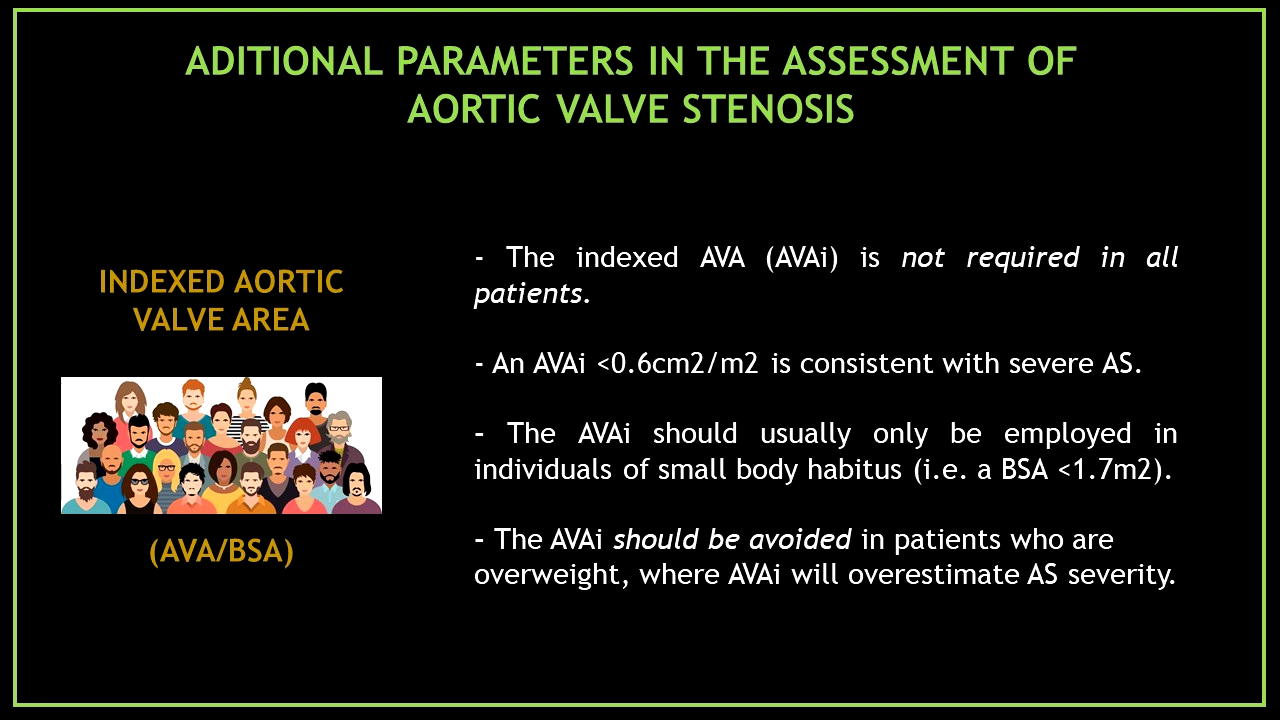 ADITIONAL PARAMETERS IN THE ASSESSMENT OF
AORTIC VALVE STENOSIS
INDEXED AORTIC
VALVE AREA
(AVA/BSA)
- The indexed AVA (AVAi) is not required in all
patients.
- An AVAi <0.6cm2/m2 is consistent with severe AS.
- The AVAi should usually only be employed in
individuals of small body habitus (i.e. a BSA <1.7m2).
- The AVAi should be avoided in patients who are
overweight, where AVAi will overestimate AS severity.